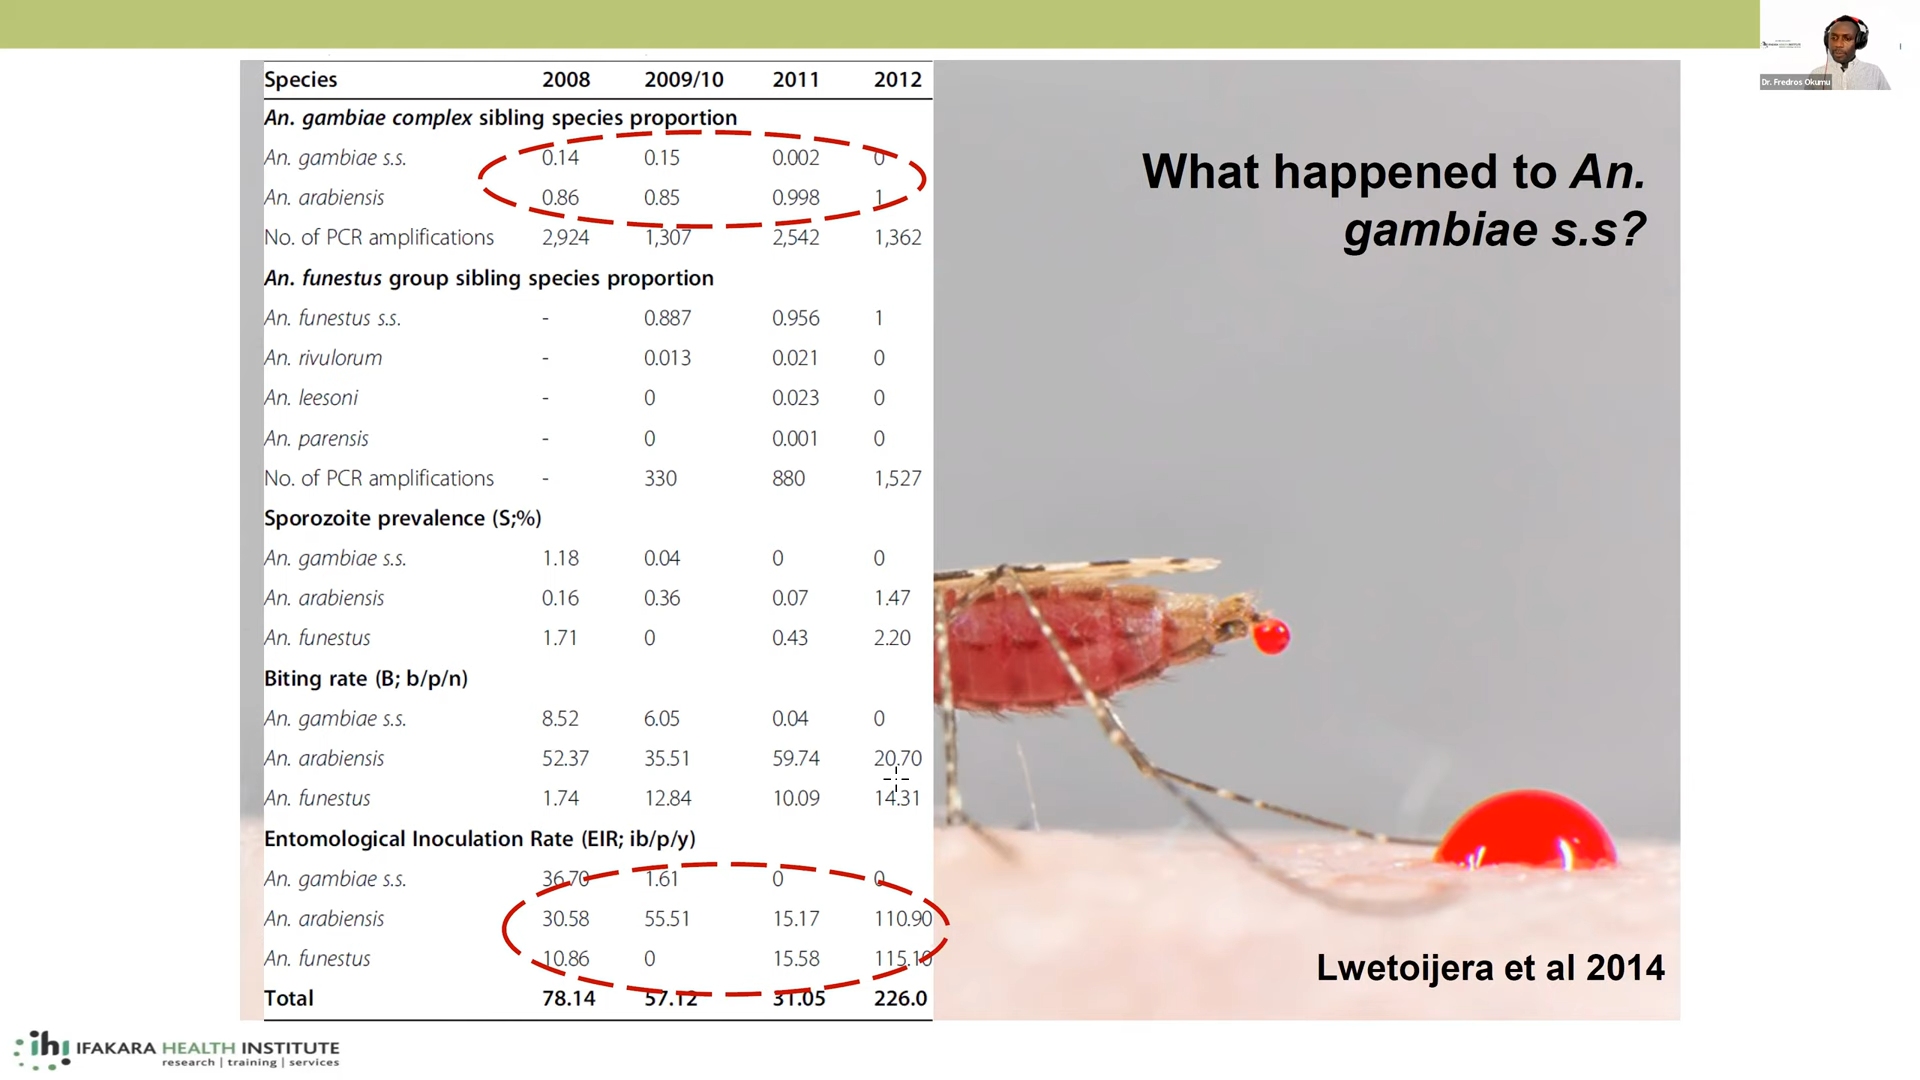 Dr. Fredros Okumu
Species 2008 2009/10 2011 2012
An. gambiae complex sibling species proportion
An. gambiae s.s. 0.14 0.15 0.002 0
An. arabiensis 0.86 0.85 0.998 1
No. of PCR amplifications 2,924 1,307 2,542 1,362
An. funestus group sibling species proportion
An. funestus s.s. - 0.887 0.956 1
An. rivulorum - 0.013 0.021 0
An. leesoni - 0 0.023 0
An. parensis - 0 0.001 0
No. of PCR amplifications - 330 880 1,527
Sporozoite prevalence (S;%)
An. gambiae s.s. 1.18 0.04 0 0
An. arabiensis 0.16 0.36 0.07 1.47
An. funestus 1.71 0 0.43 2.20
Biting rate (B; b/p/n)
An. gambiae s.s. 8.52 6.05 0.04 0
An. arabiensis 52.37 35.51 59.74 20.70
An. funestus 1.74 12.84 10.09 14.31
Entomological Inoculation Rate (EIR; ib/p/y)
An. gambiae s.s. 36.70 1.61 0 0
An. arabiensis 30.58 55.51 15.17 110.90
An. funestus 10.86 0 15.58 115.10
Total 78.14 57.12 31.05 226.0
What happened to An.
gambiae s.s?
Lwetoijera et al 2014
ihi IFAKARA HEALTH INSTITUTE
research | training | services